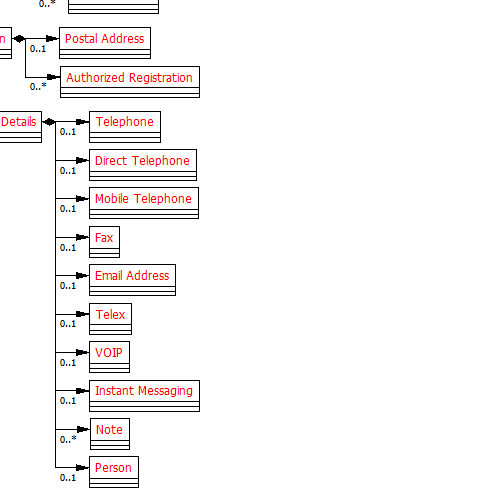 0..*
n
Postal Address
0..1
Authorized Registration
0..*
Details
Telephone
0..1
Direct Telephone
0..1
Mobile Telephone
0..1
Fax
0..1
Email Address
0..1
Telex
0..1
VOIP
0..1
Instant Messaging
0..1
Note
0..*
Person
0..1